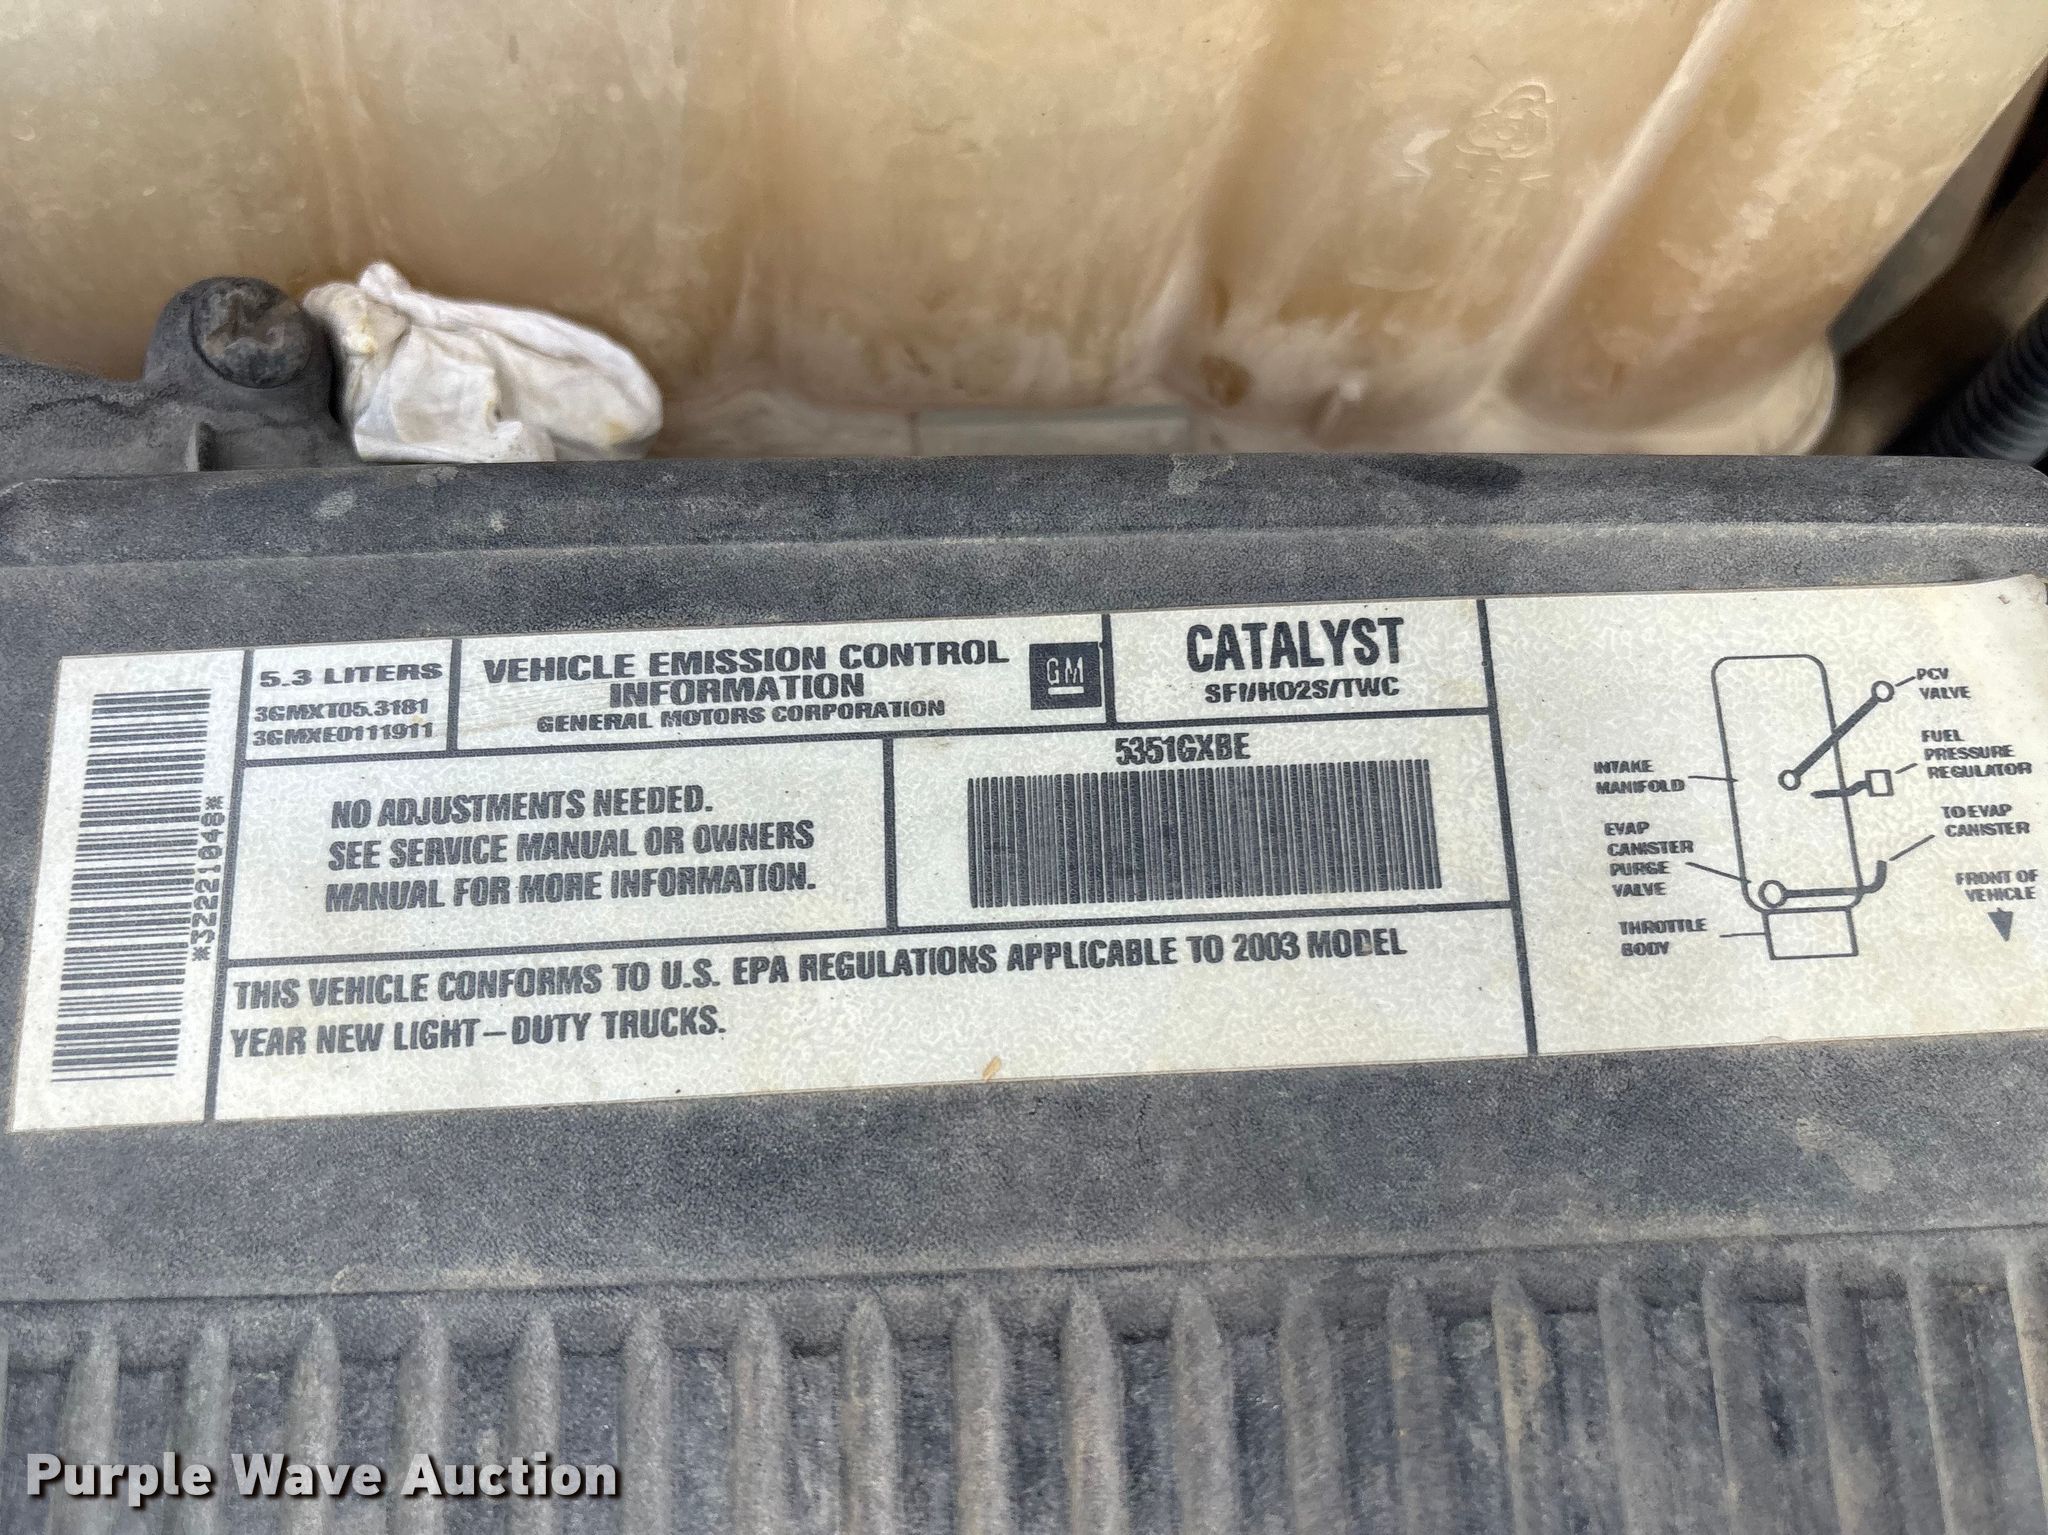 *32221048*
5.3 LITERS
3GMXT05.3181
3GMXE0111911
VEHICLE EMISSION CONTROL
INFORMATION
GENERAL MOTORS CORPORATION
GM
CATALYST
SFI/HO2S/TWC
NO ADJUSTMENTS NEEDED.
SEE SERVICE MANUAL OR OWNERS
MANUAL FOR MORE INFORMATION.
5351GXBE
THIS VEHICLE CONFORMS TO U.S. EPA REGULATIONS APPLICABLE TO 2003 MODEL
YEAR NEW LIGHT-DUTY TRUCKS.
PCV
VALVE
FUEL
PRESSURE
REGULATOR
INTAKE
MANIFOLD
TO EVAP
CANISTER
EVAP
CANISTER
PURGE
VALVE
FRONT OF
VEHICLE
THROTTLE
BODY
Purple Wave Auction